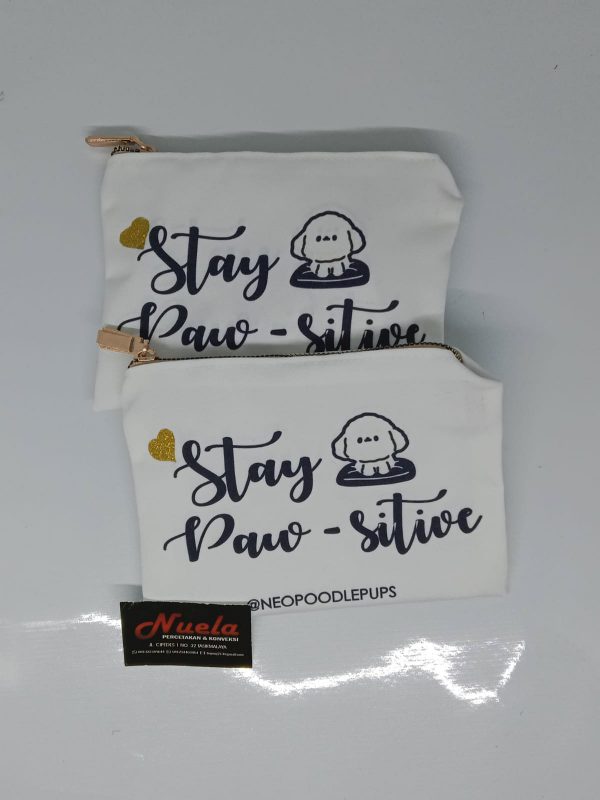 Stay
Paw - sitive
Stay
Paw - sitive
@NEOPOODLEPUPS
Nuela
PERCETAKAN & KONVEKSI